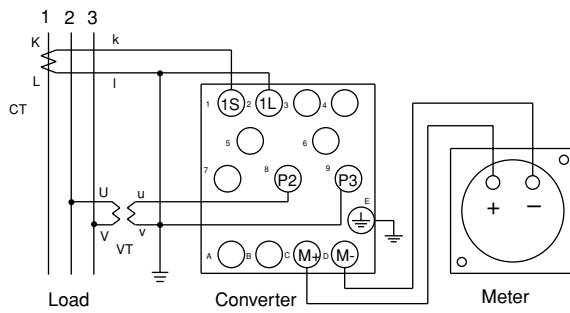 1 2 3
K k
L l
CT
1 1S 2 1L 3 4
5 6
7 8 P2 9 P3
U u
V v
VT
E
A B C M+ D M-
+ −
Load Converter Meter